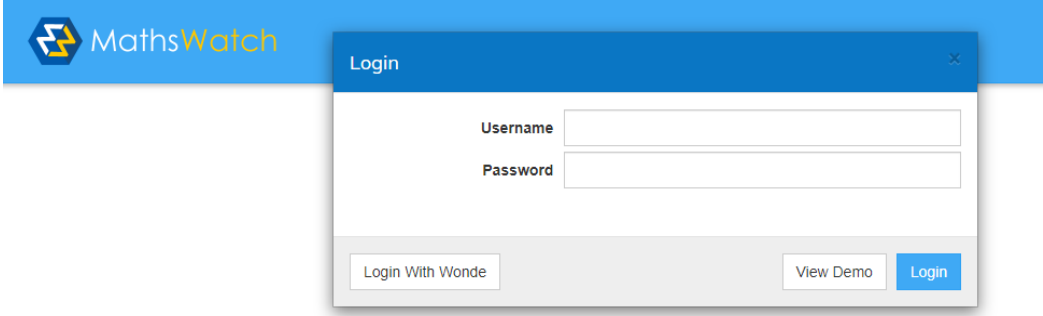 MathsWatch
Login
×
Username
Password
Login With Wonde
View Demo
Login